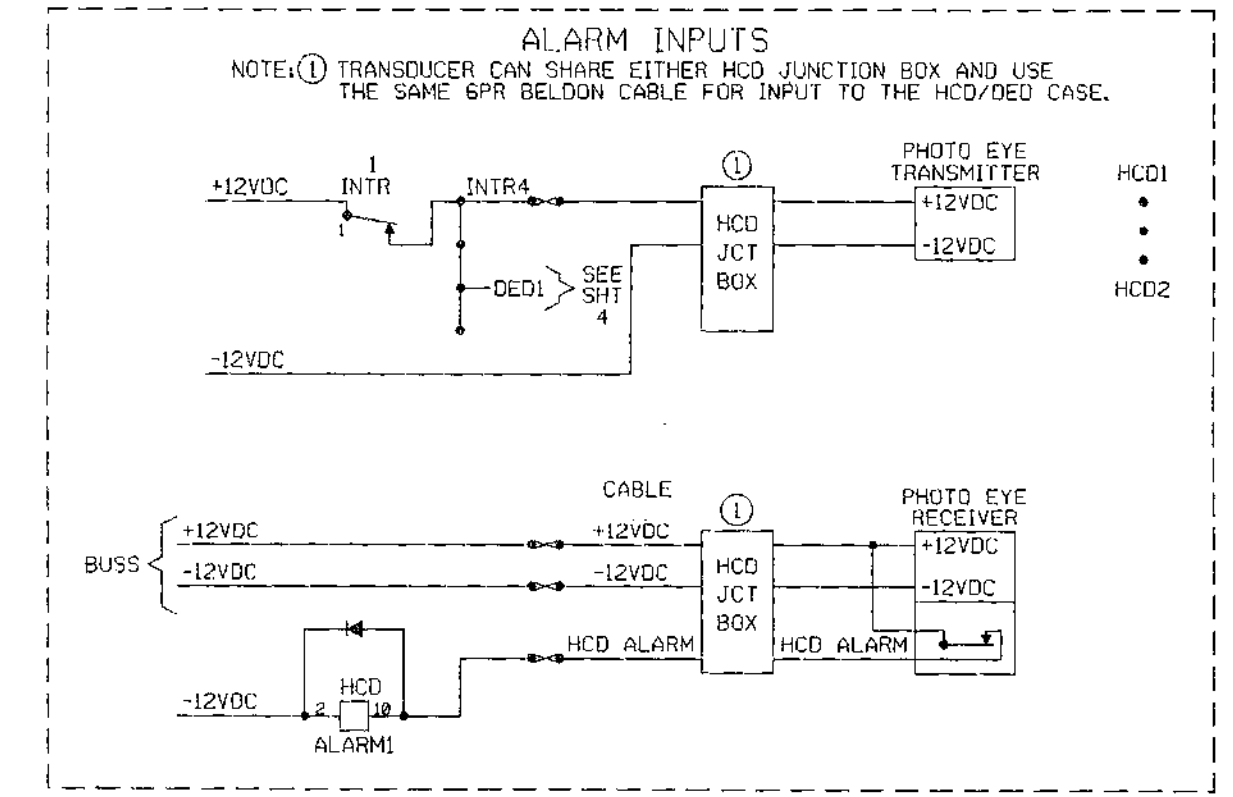 ALARM INPUTS
NOTE:① TRANSDUCER CAN SHARE EITHER HCD JUNCTION BOX AND USE
THE SAME 6PR BELDON CABLE FOR INPUT TO THE HCD/DED CASE.
+12VDC
1
INTR
1
INTR4
①
HCD
JCT
BOX
PHOTO EYE
TRANSMITTER
+12VDC
-12VDC
HCD1
HCD2
DED1
SEE
SHT
4
-12VDC
CABLE
①
PHOTO EYE
RECEIVER
BUSS
+12VDC
+12VDC
+12VDC
-12VDC
-12VDC
-12VDC
HCD
JCT
BOX
HCD ALARM
HCD ALARM
-12VDC
HCD
2
10
ALARM1